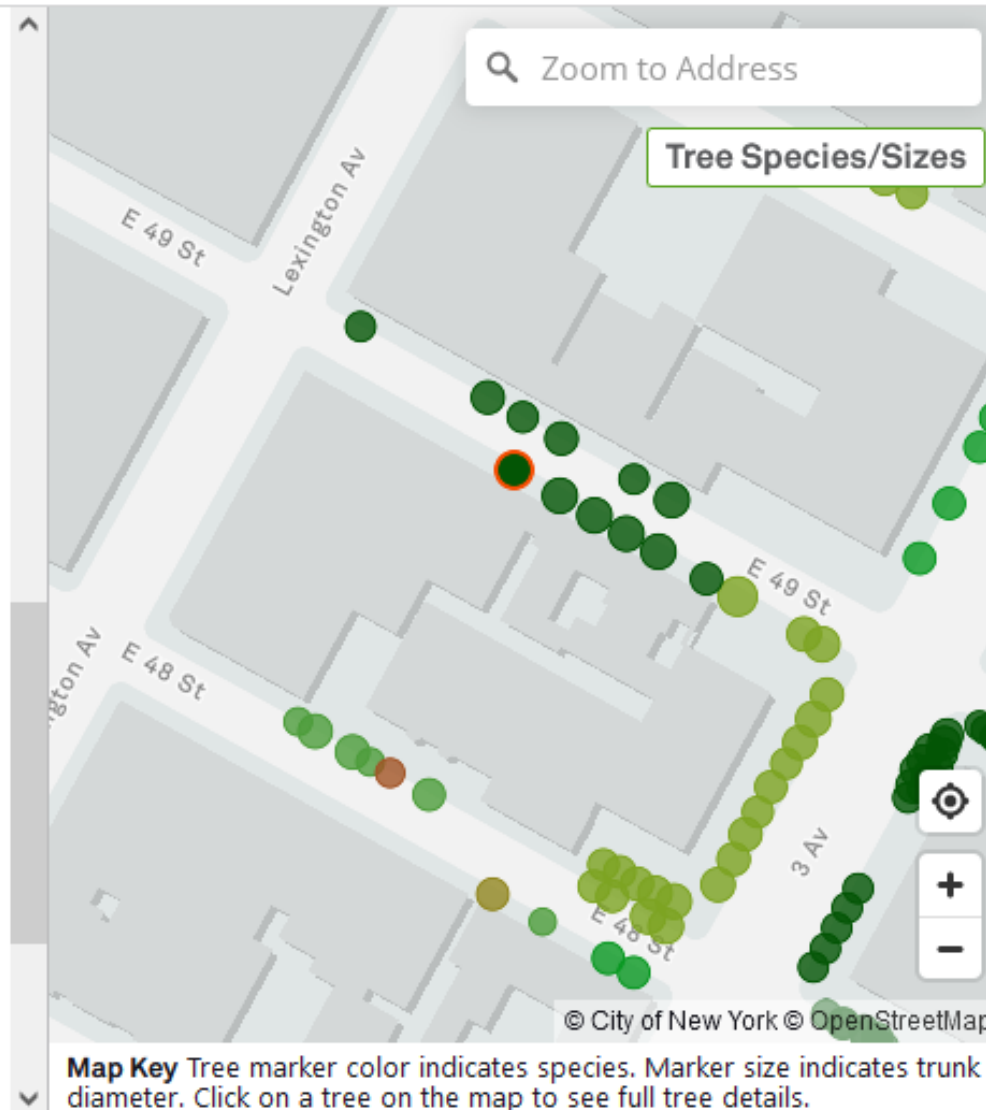 Zoom to Address
Tree Species/Sizes
E 49 St
Lexington Av
E 49 St
ngton Av
E 48 St
3 Av
E 48 St
© City of New York © OpenStreetMap
Map Key Tree marker color indicates species. Marker size indicates trunk
diameter. Click on a tree on the map to see full tree details.